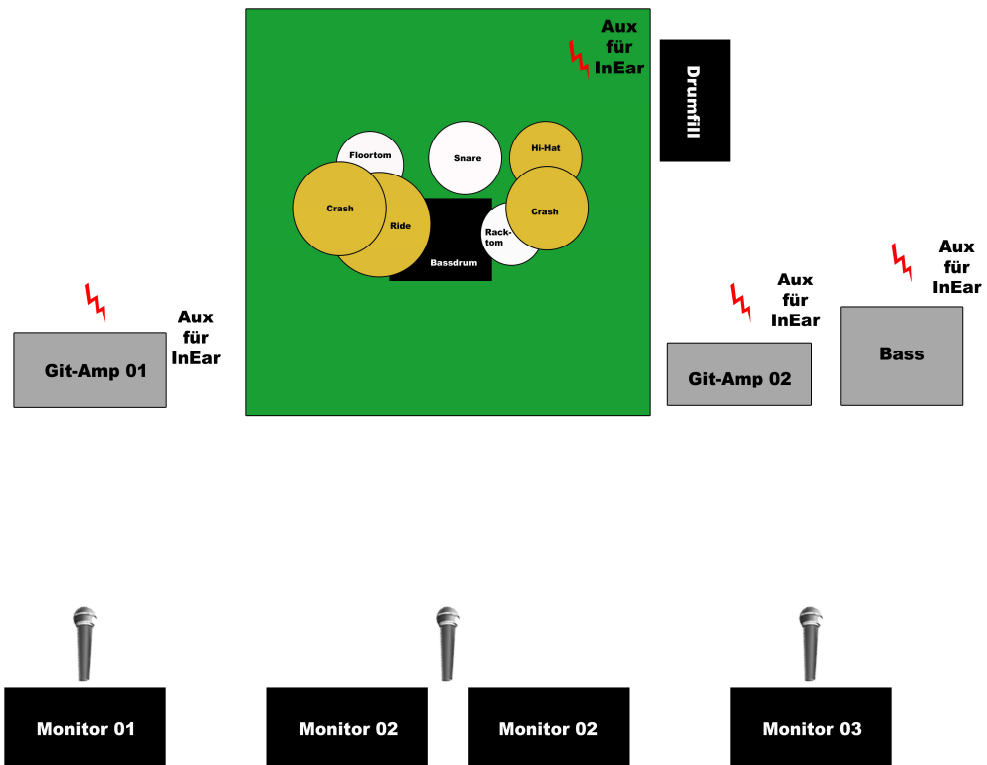 Aux
für
InEar
Drumfill
Floortom
Snare
Hi-Hat
Crash
Ride
Crash
Rack-
tom
Bassdrum
Aux
für
InEar
Aux
für
InEar
Aux
für
InEar
Git-Amp 01
Git-Amp 02
Bass
Monitor 01
Monitor 02
Monitor 02
Monitor 03